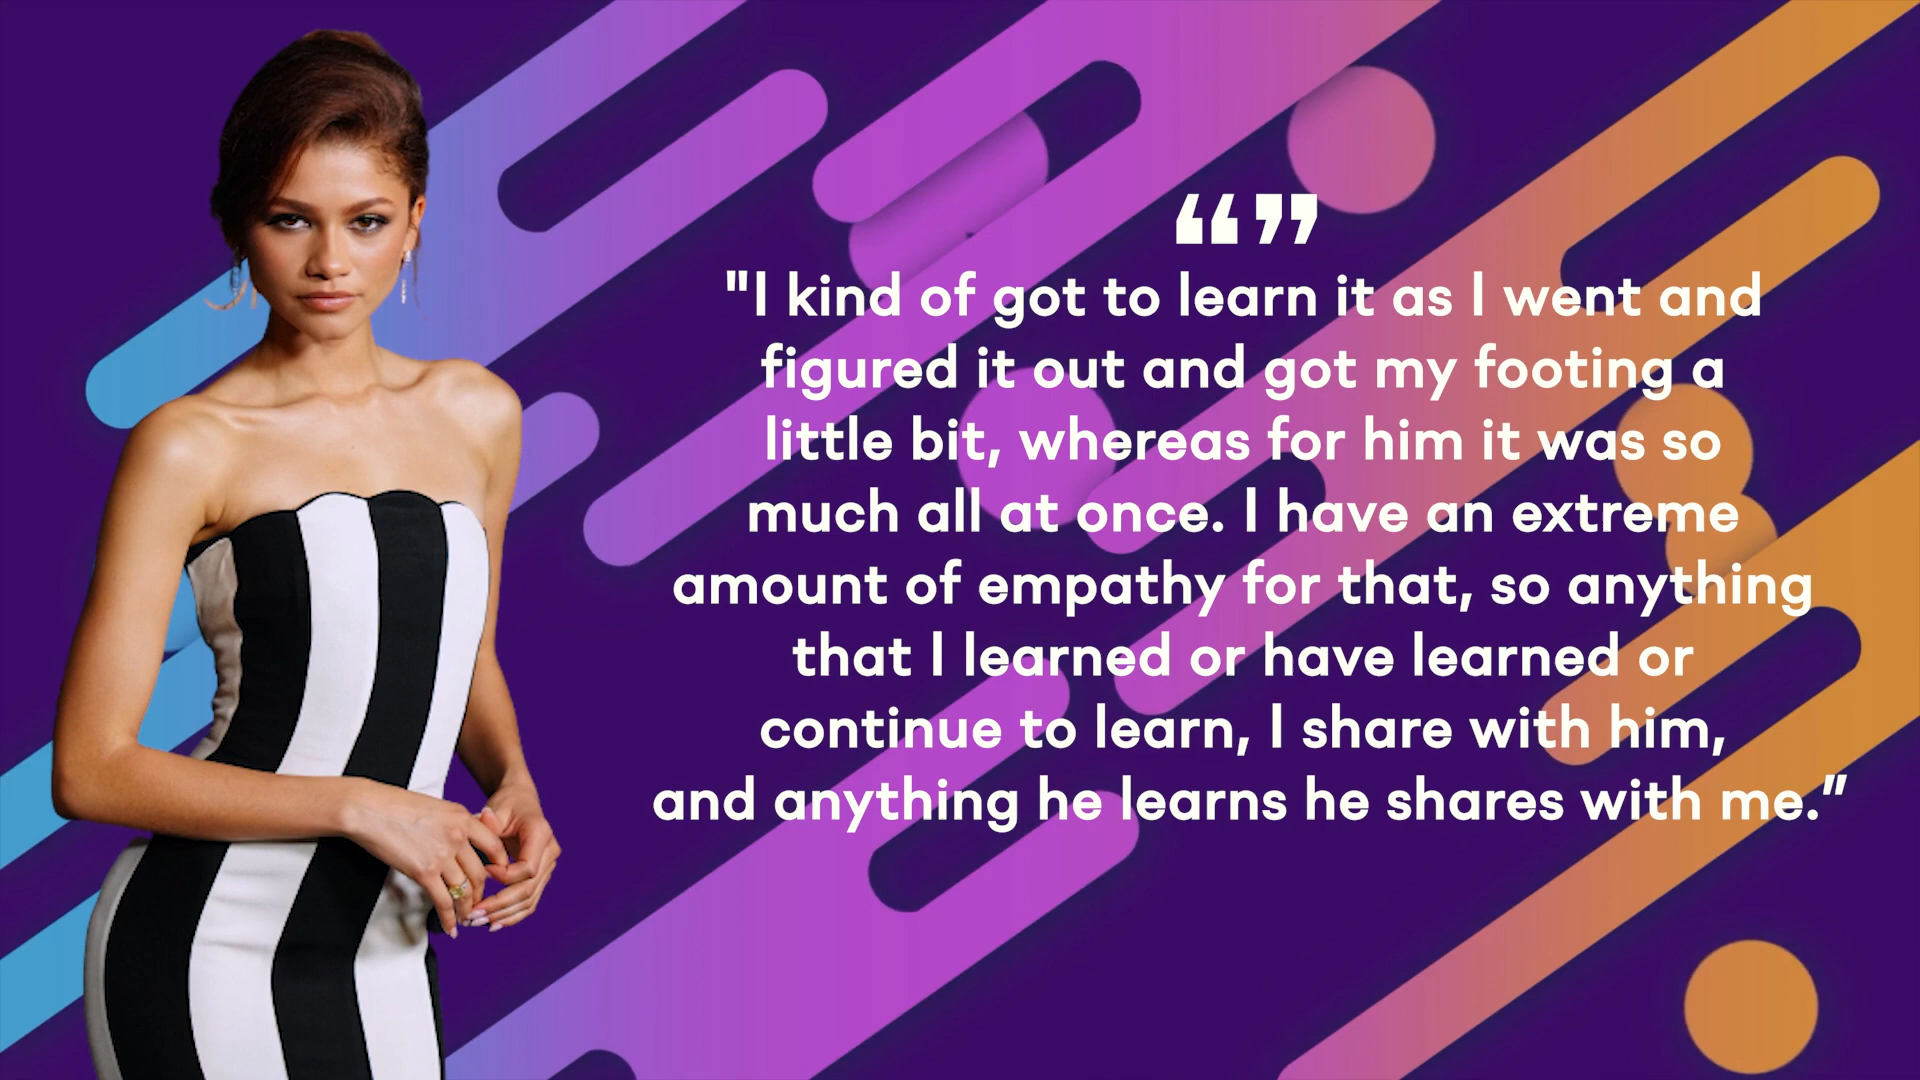 “”
"I kind of got to learn it as I went and
figured it out and got my footing a
little bit, whereas for him it was so
much all at once. I have an extreme
amount of empathy for that, so anything
that I learned or have learned or
continue to learn, I share with him,
and anything he learns he shares with me.”